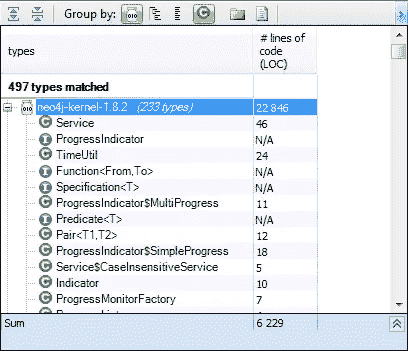 Group by:
types # lines of code (LOC)
497 types matched
neo4j-kernel-1.8.2 (233 types) 22 846
Service 46
ProgressIndicator N/A
TimeUtil 24
Function<From,To> N/A
Specification<T> N/A
ProgressIndicator$MultiProgress 11
Predicate<T> N/A
Pair<T1,T2> 12
ProgressIndicator$SimpleProgress 18
Service$CaseInsensitiveService 5
Indicator 10
ProgressMonitorFactory 7
Sum 6 229